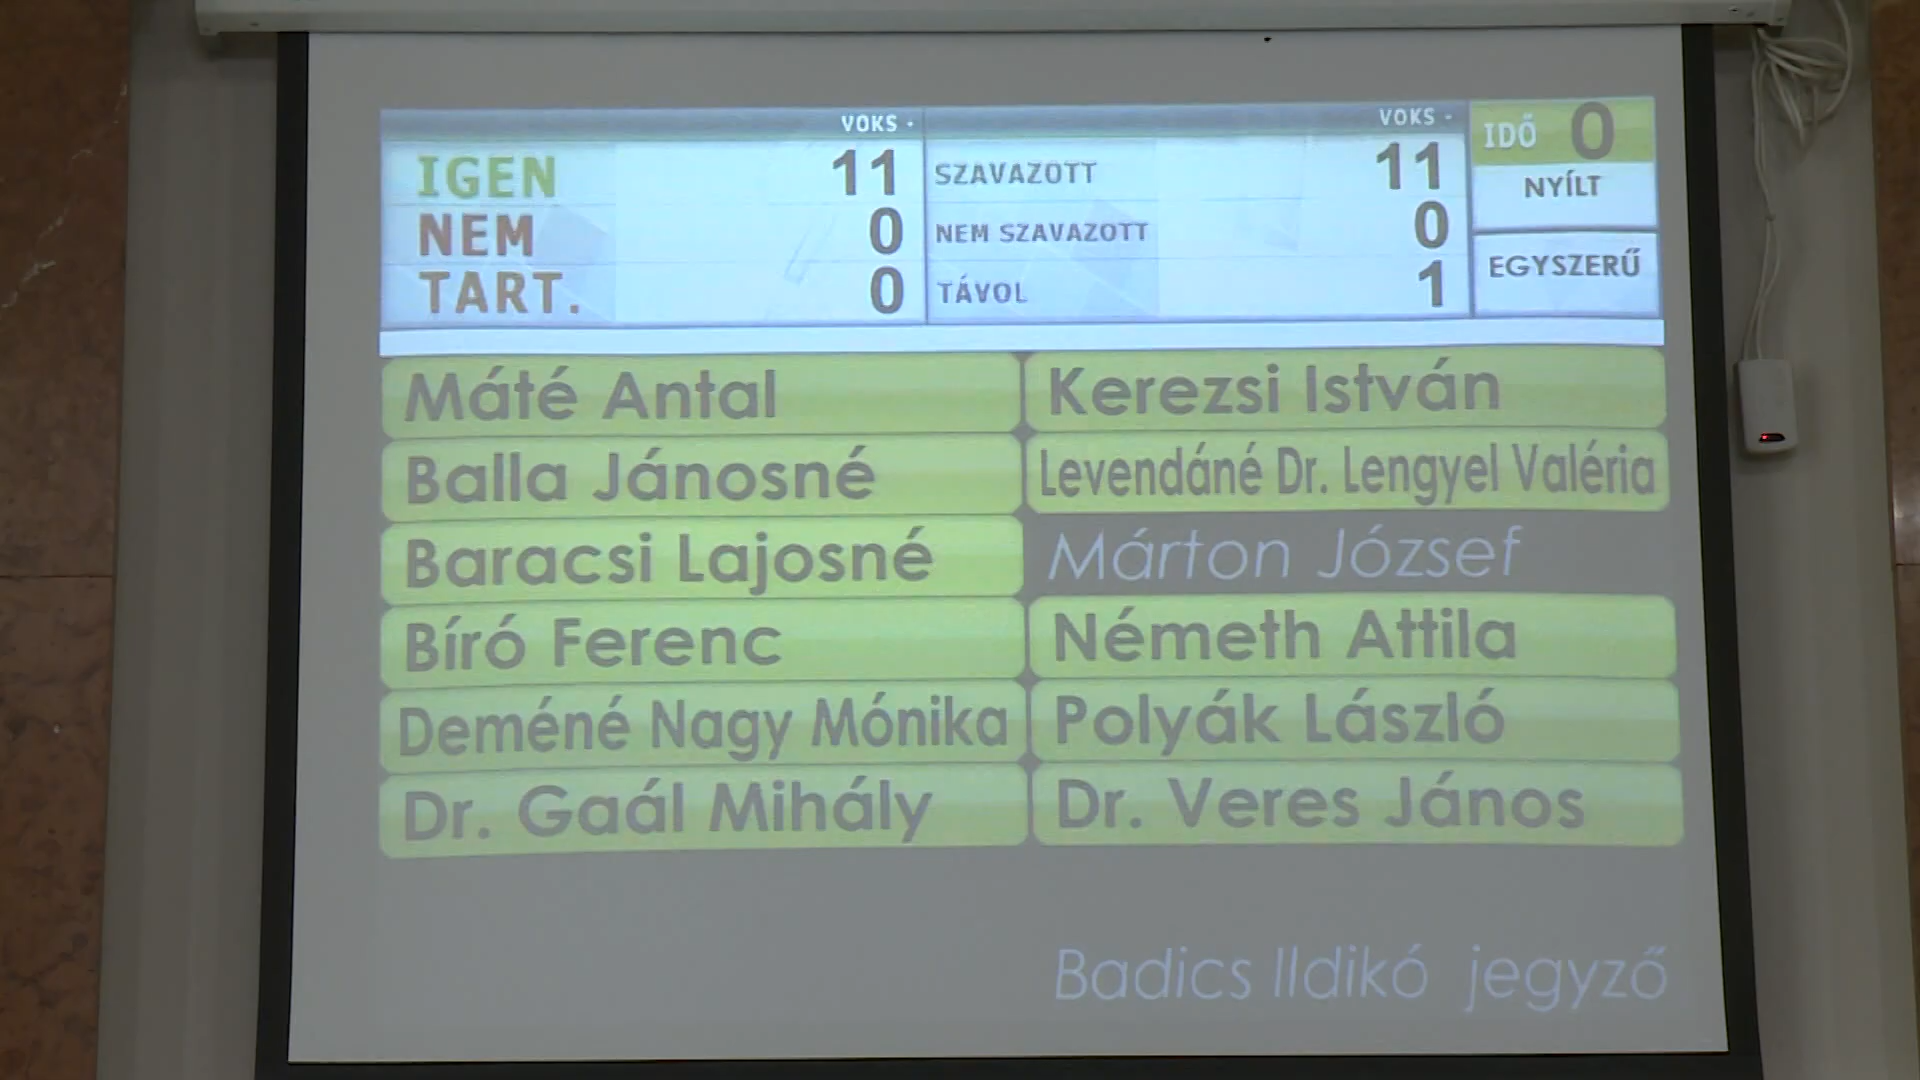 VOKS - VOKS - IDŐ 0
IGEN 11 SZAVAZOTT 11 NYÍLT
NEM 0 NEM SZAVAZOTT 0
TART. 0 TÁVOL 1 EGYSZERŰ
Máté Antal Kerezsi István
Balla Jánosné Levendáné Dr. Lengyel Valéria
Baracsi Lajosné Márton József
Bíró Ferenc Németh Attila
Deméné Nagy Mónika Polyák László
Dr. Gaál Mihály Dr. Veres János
Badics Ildikó jegyző